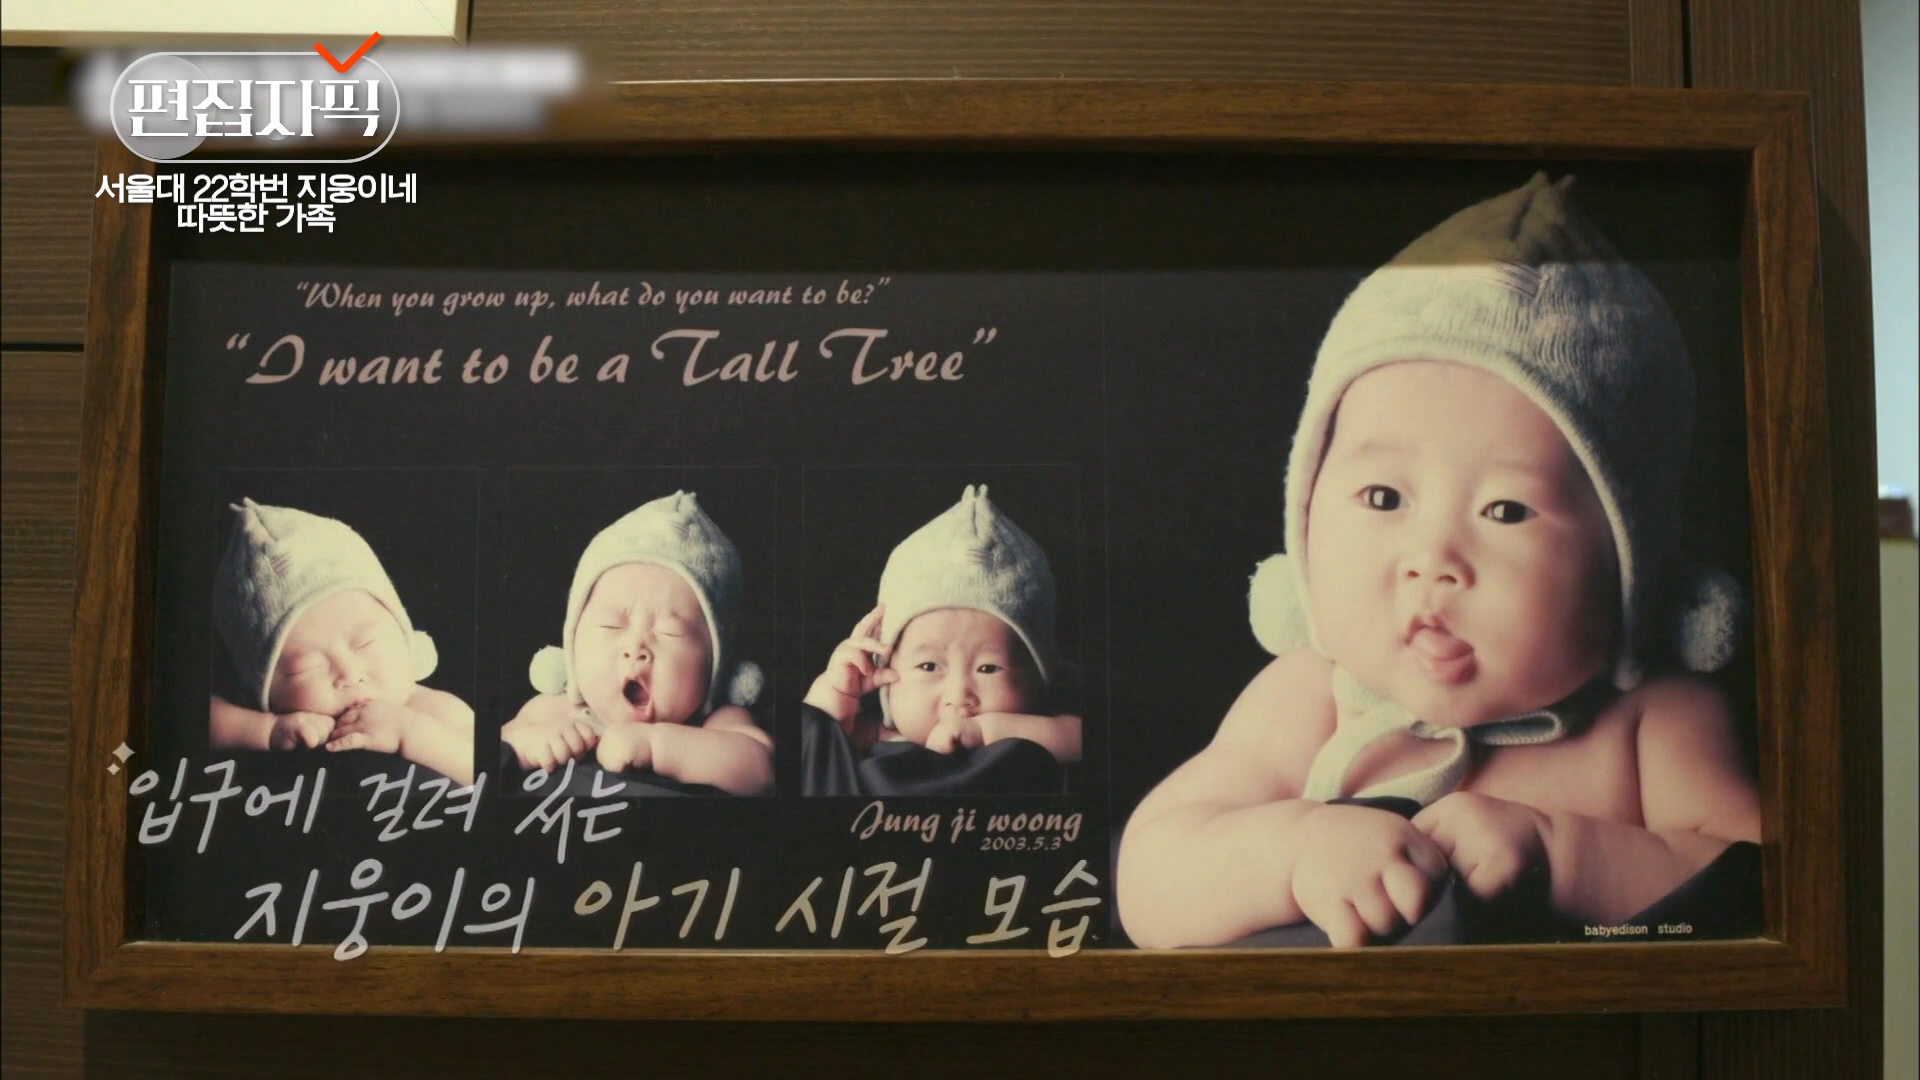 편집자픽
서울대 22학번 지웅이네
따뜻한 가족
“When you grow up, what do you want to be?”
“I want to be a Tall Tree”
Jung ji woong
2003.5.3
입구에 걸려 있는
지웅이의 아기 시절 모습
babyedison studio